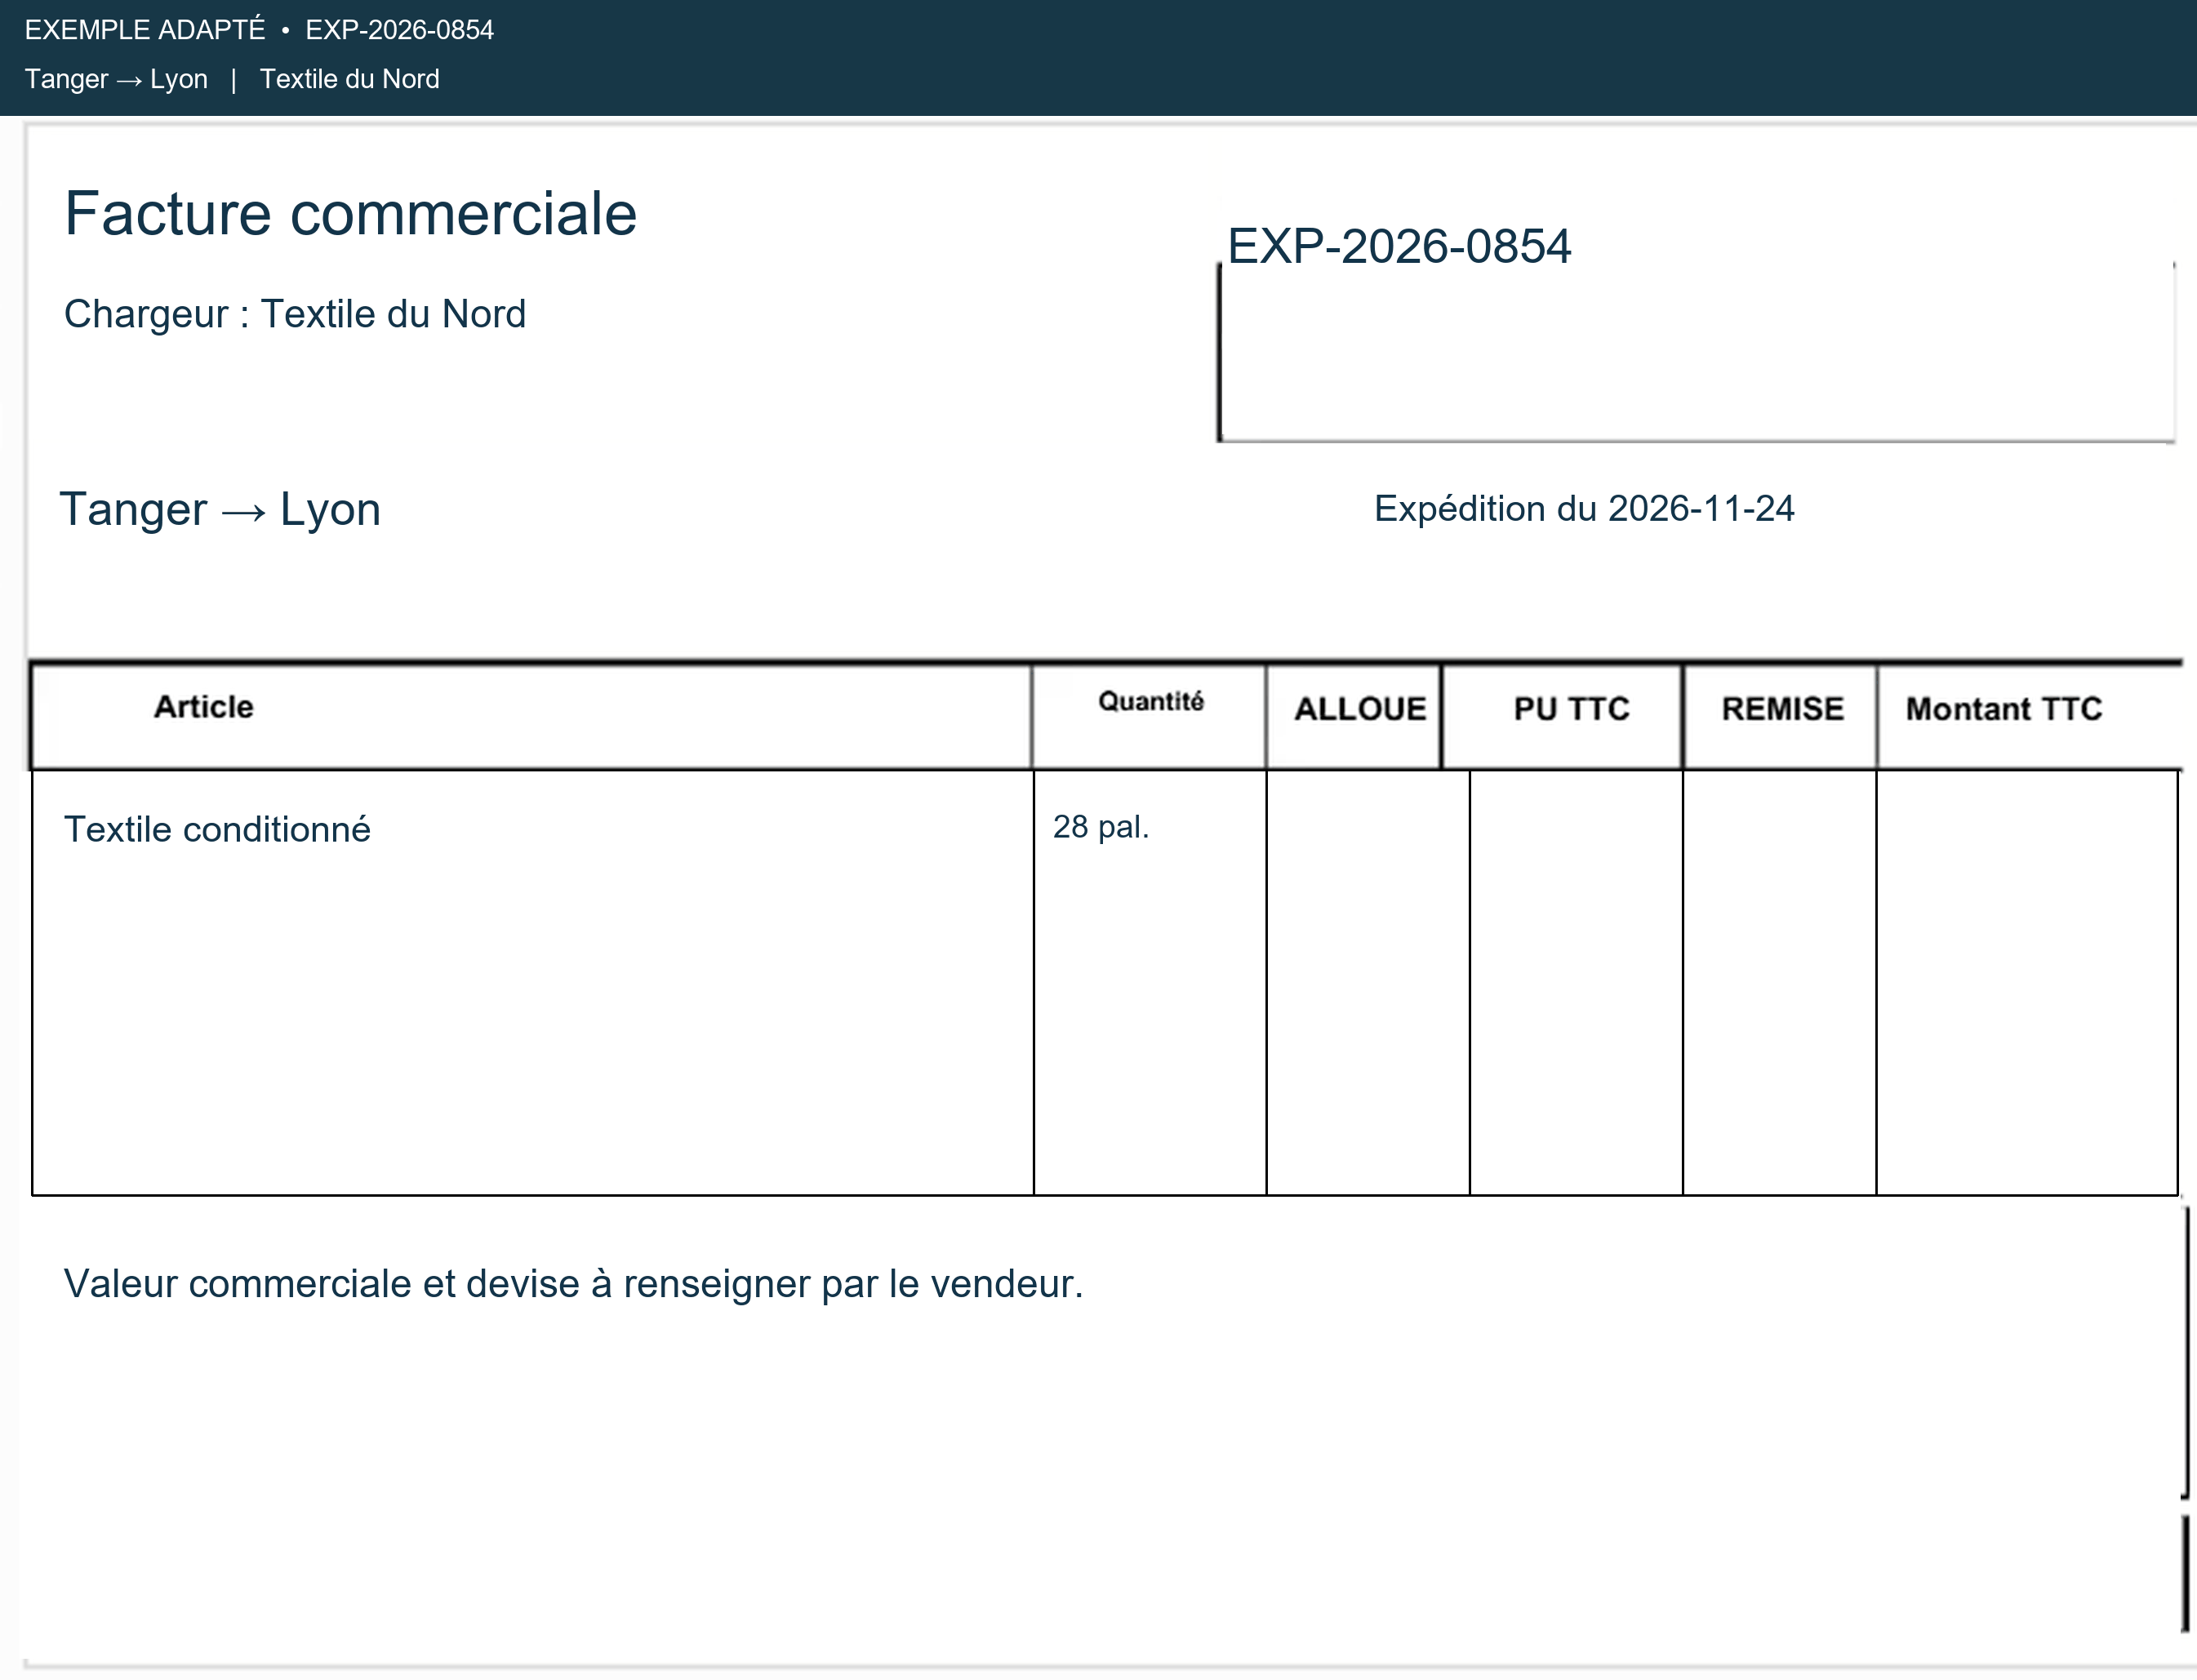 EXEMPLE ADAPTÉ • EXP-2026-0854
Tanger → Lyon | Textile du Nord
Facture commerciale
EXP-2026-0854
Chargeur : Textile du Nord
Tanger → Lyon
Expédition du 2026-11-24
Article Quantité ALLOUE PU TTC REMISE Montant TTC
Textile conditionné 28 pal.
Valeur commerciale et devise à renseigner par le vendeur.